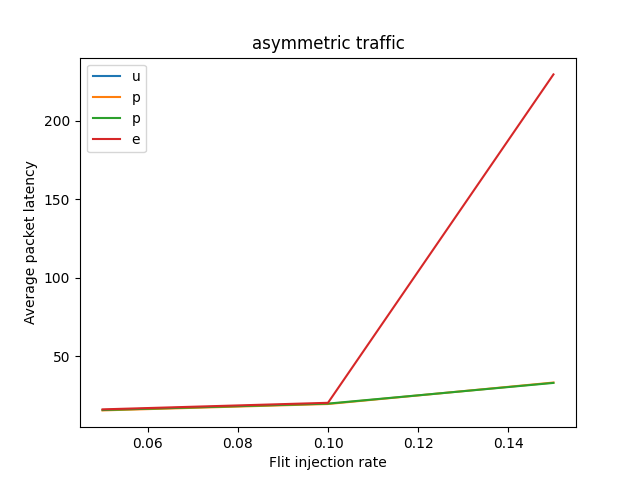 asymmetric traffic
u
p
p
e
200
150
100
50
Average packet latency
0.06 0.08 0.10 0.12 0.14
Flit injection rate